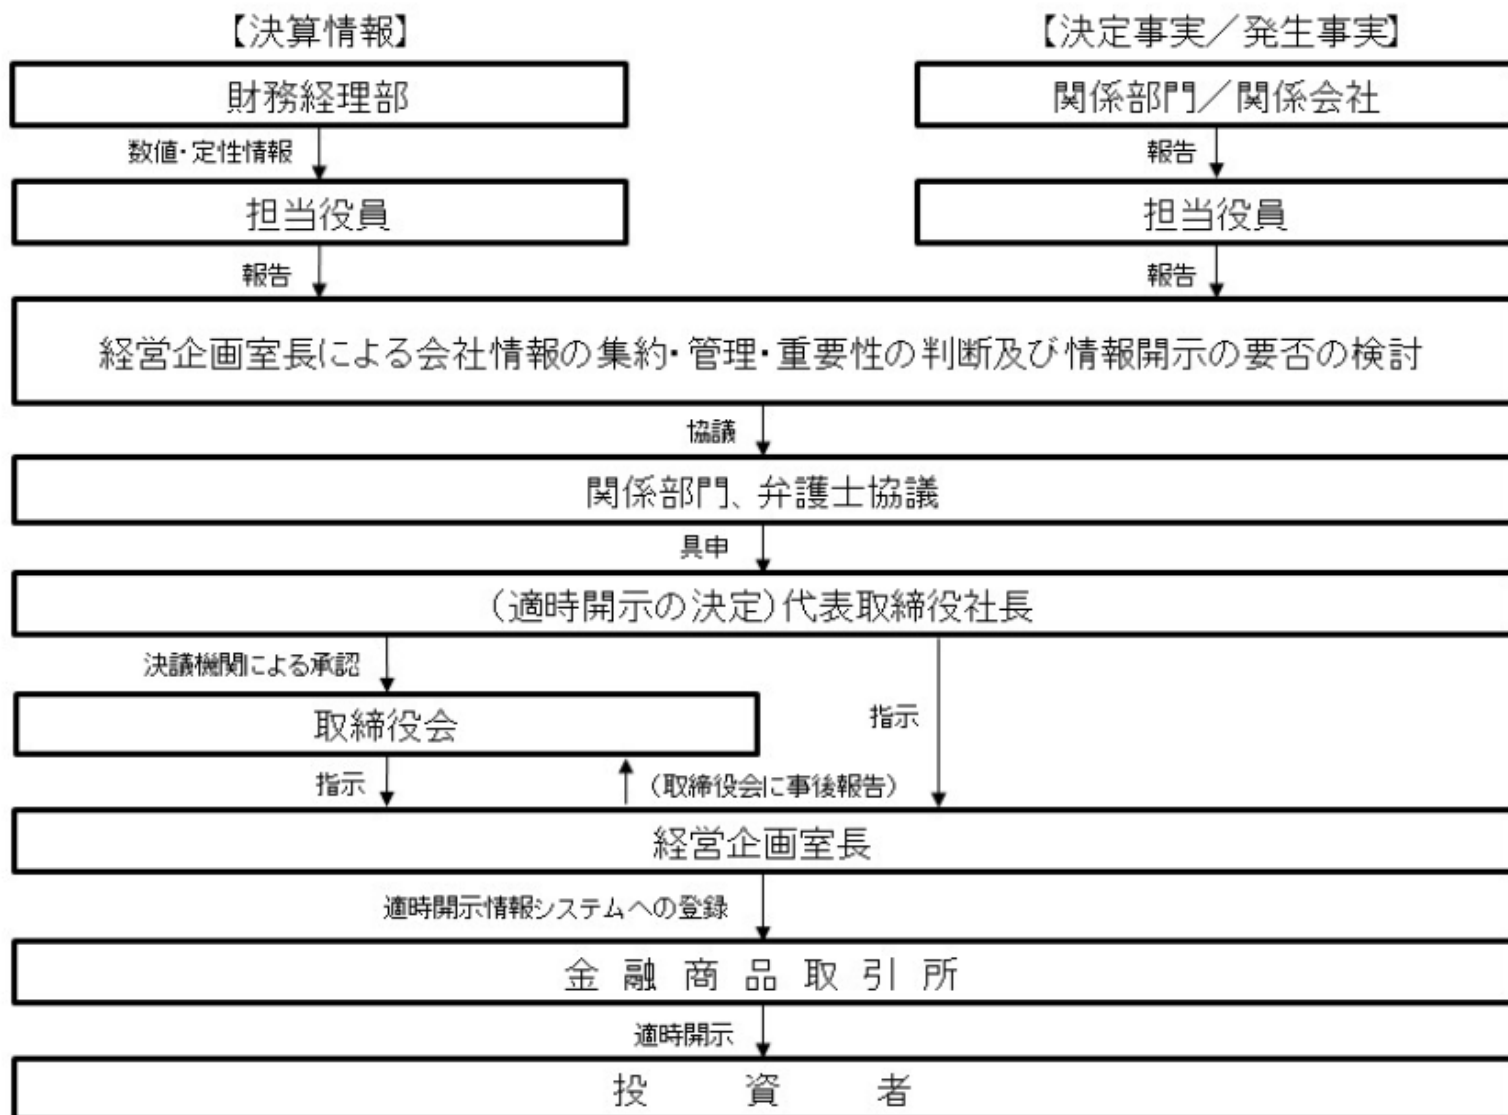 【決算情報】
【決定事実／発生事実】
財務経理部
関係部門／関係会社
数値・定性情報
報告
担当役員
担当役員
報告
報告
経営企画室長による会社情報の集約・管理・重要性の判断及び情報開示の要否の検討
協議
関係部門、弁護士協議
具申
（適時開示の決定）代表取締役社長
決議機関による承認
取締役会
指示
指示
（取締役会に事後報告）
経営企画室長
適時開示情報システムへの登録
金融商品取引所
適時開示
投資者